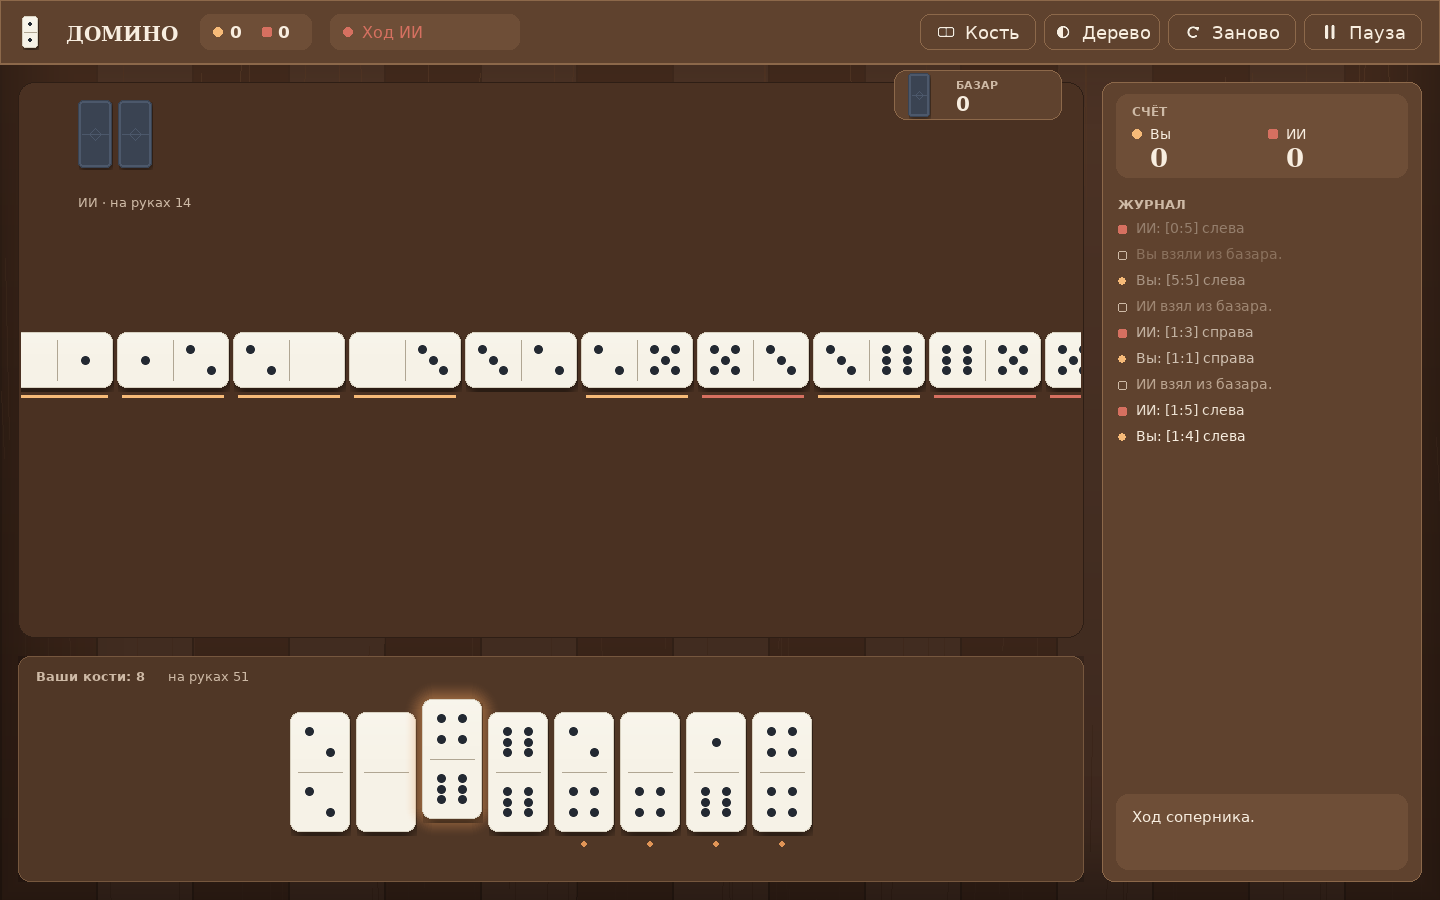 ДОМИНО
0 0
Ход ИИ
Кость
Дерево
Заново
Пауза
БАЗАР
0
ИИ · на руках 14
СЧЁТ
Вы ИИ
0 0
ЖУРНАЛ
ИИ: [0:5] слева
Вы взяли из базара.
Вы: [5:5] слева
ИИ взял из базара.
ИИ: [1:3] справа
Вы: [1:1] справа
ИИ взял из базара.
ИИ: [1:5] слева
Вы: [1:4] слева
Ваши кости: 8 на руках 51
Ход соперника.